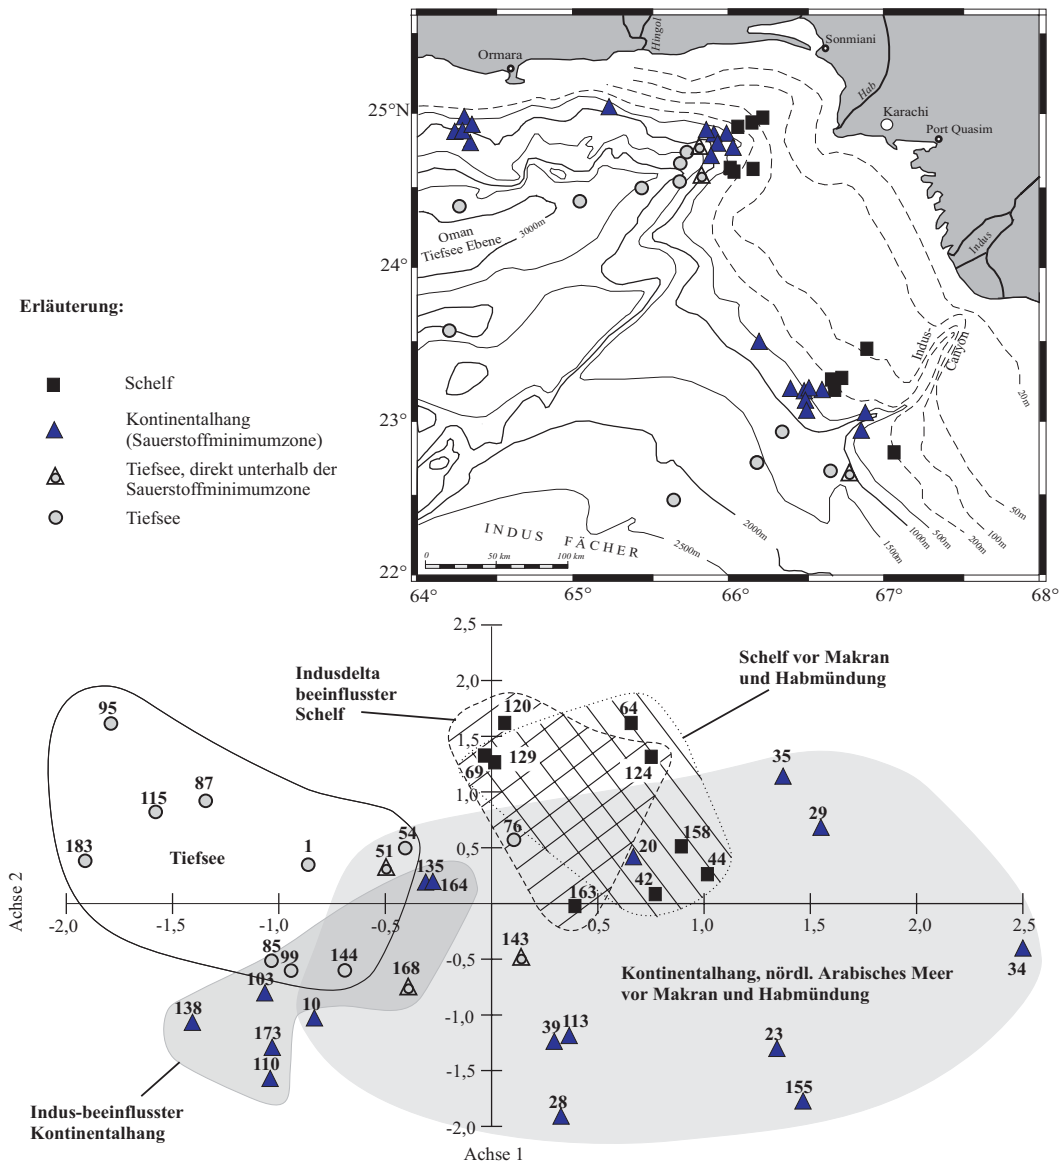 Ormara
Hingol
Sonmiani
Hab
Karachi
Port Quasim
Indus
25°N
24°
23°
22°
64°
65°
66°
67°
68°
Oman
Tiefsee Ebene
3000m
Indus
Canyon
20m
50m
100m
200m
500m
1000m
1500m
2000m
2500m
INDUS FÄCHER
0
50 km
100 km
Erläuterung:
Schelf
Kontinentalhang
(Sauerstoffminimumzone)
Tiefsee, direkt unterhalb der
Sauerstoffminimumzone
Tiefsee
Indusdelta
beeinflusster
Schelf
Schelf vor Makran
und Habmündung
2,5
2,0
1,5
1,0
0,5
-0,5
-1,0
-1,5
-2,0
Achse 2
-2,0
-1,5
-1,0
-0,5
0,5
1,0
1,5
2,0
2,5
Achse 1
95
120
64
69
129
124
35
87
115
29
183
1
54
76
Tiefsee
51
135
164
20
158
44
42
163
85
99
144
143
168
34
Kontinentalhang, nördl. Arabisches Meer
vor Makran und Habmündung
103
138
10
173
110
39
113
23
28
155
Indus-beeinflusster
Kontinentalhang